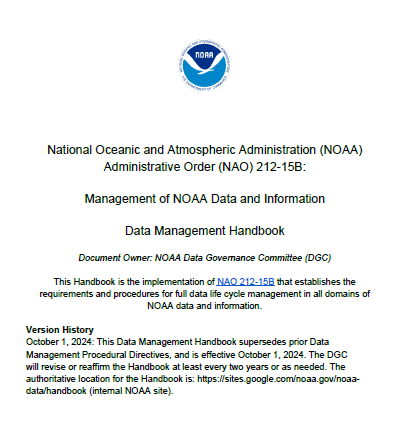 NOAA
National Oceanic and Atmospheric Administration (NOAA)
Administrative Order (NAO) 212-15B:
Management of NOAA Data and Information
Data Management Handbook
Document Owner: NOAA Data Governance Committee (DGC)
This Handbook is the implementation of NAO 212-15B that establishes the
requirements and procedures for full data life cycle management in all domains of
NOAA data and information.
Version History
October 1, 2024: This Data Management Handbook supersedes prior Data
Management Procedural Directives, and is effective October 1, 2024. The DGC
will revise or reaffirm the Handbook at least every two years or as needed. The
authoritative location for the Handbook is: https://sites.google.com/noaa.gov/noaa-
data/handbook (internal NOAA site).